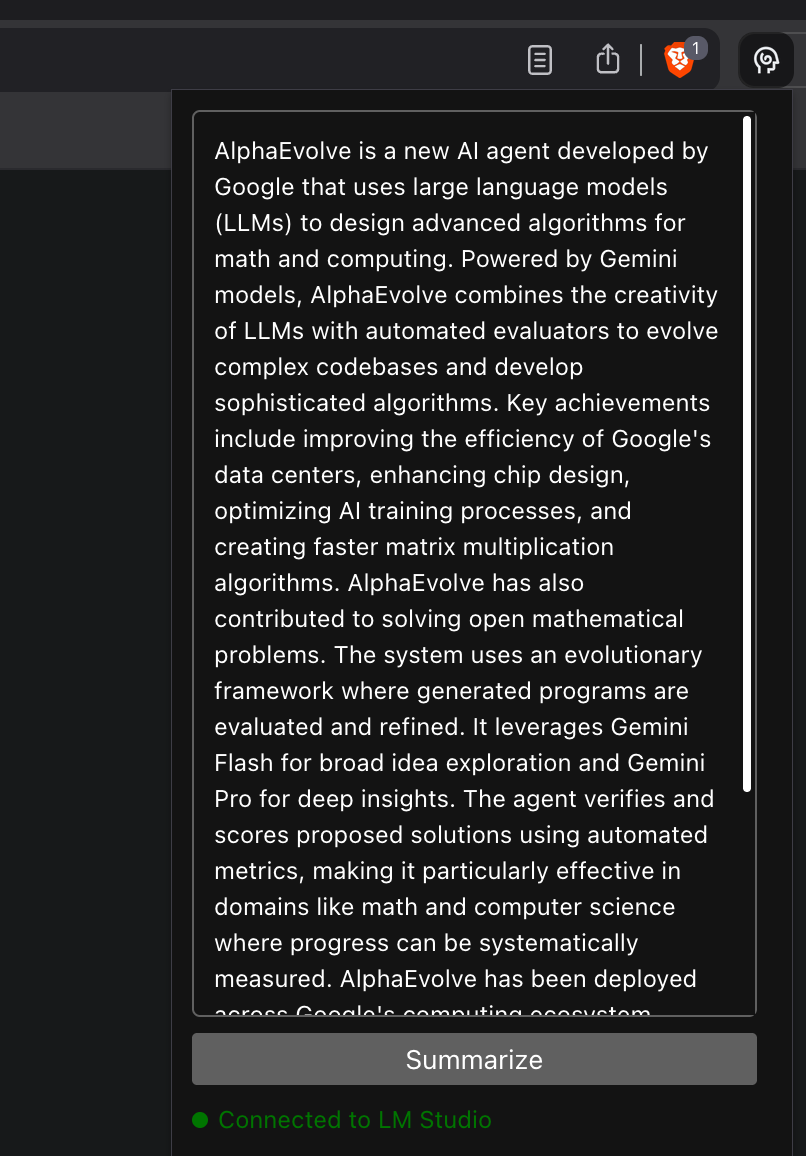 1
AlphaEvolve is a new AI agent developed by
Google that uses large language models
(LLMs) to design advanced algorithms for
math and computing. Powered by Gemini
models, AlphaEvolve combines the creativity
of LLMs with automated evaluators to evolve
complex codebases and develop
sophisticated algorithms. Key achievements
include improving the efficiency of Google's
data centers, enhancing chip design,
optimizing AI training processes, and
creating faster matrix multiplication
algorithms. AlphaEvolve has also
contributed to solving open mathematical
problems. The system uses an evolutionary
framework where generated programs are
evaluated and refined. It leverages Gemini
Flash for broad idea exploration and Gemini
Pro for deep insights. The agent verifies and
scores proposed solutions using automated
metrics, making it particularly effective in
domains like math and computer science
where progress can be systematically
measured. AlphaEvolve has been deployed
across Google's computing ecosystem
Summarize
Connected to LM Studio